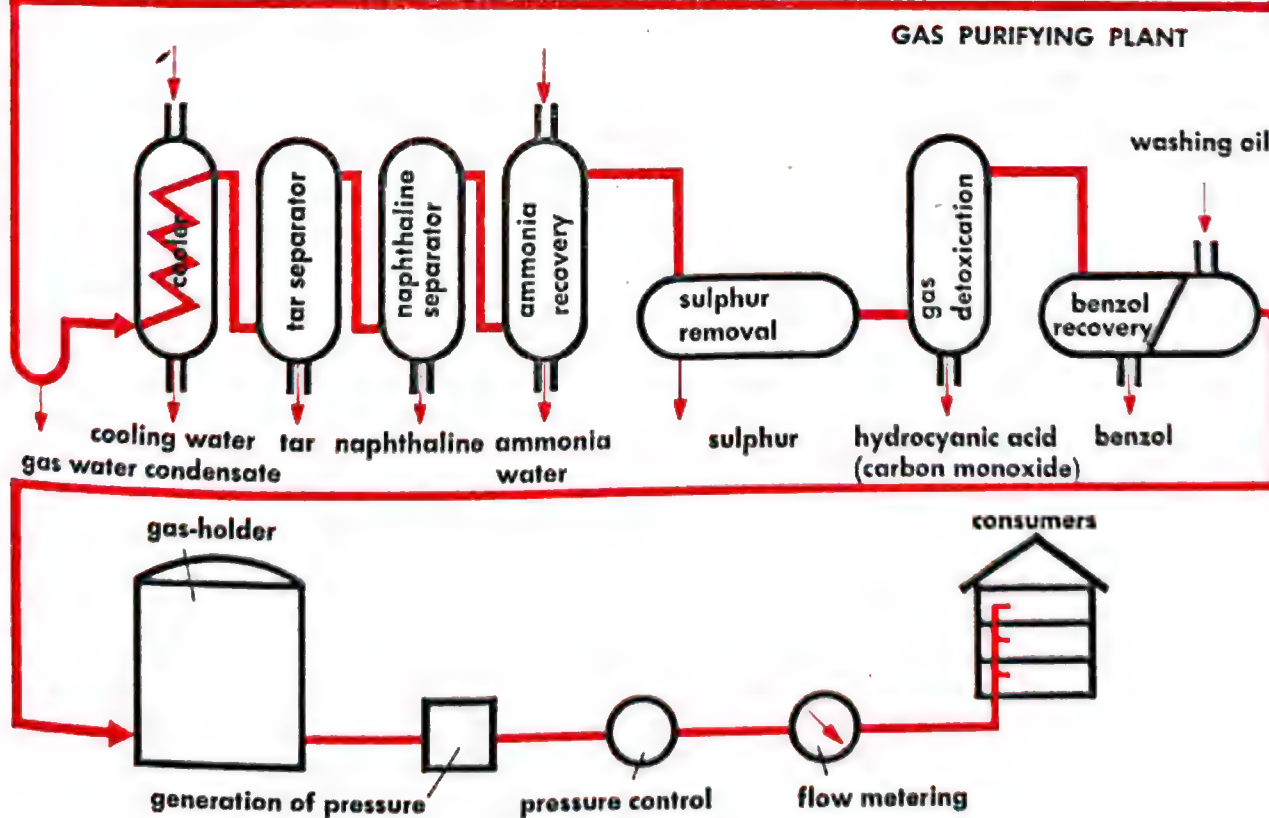 GAS PURIFYING PLANT
washing oil
cooler
tar separator
naphthaline
separator
ammonia
recovery
sulphur
removal
gas
detoxication
benzol
recovery
cooling water
gas water condensate
tar
naphthaline
ammonia
water
sulphur
hydrocyanic acid
(carbon monoxide)
benzol
gas-holder
consumers
generation of pressure
pressure control
flow metering